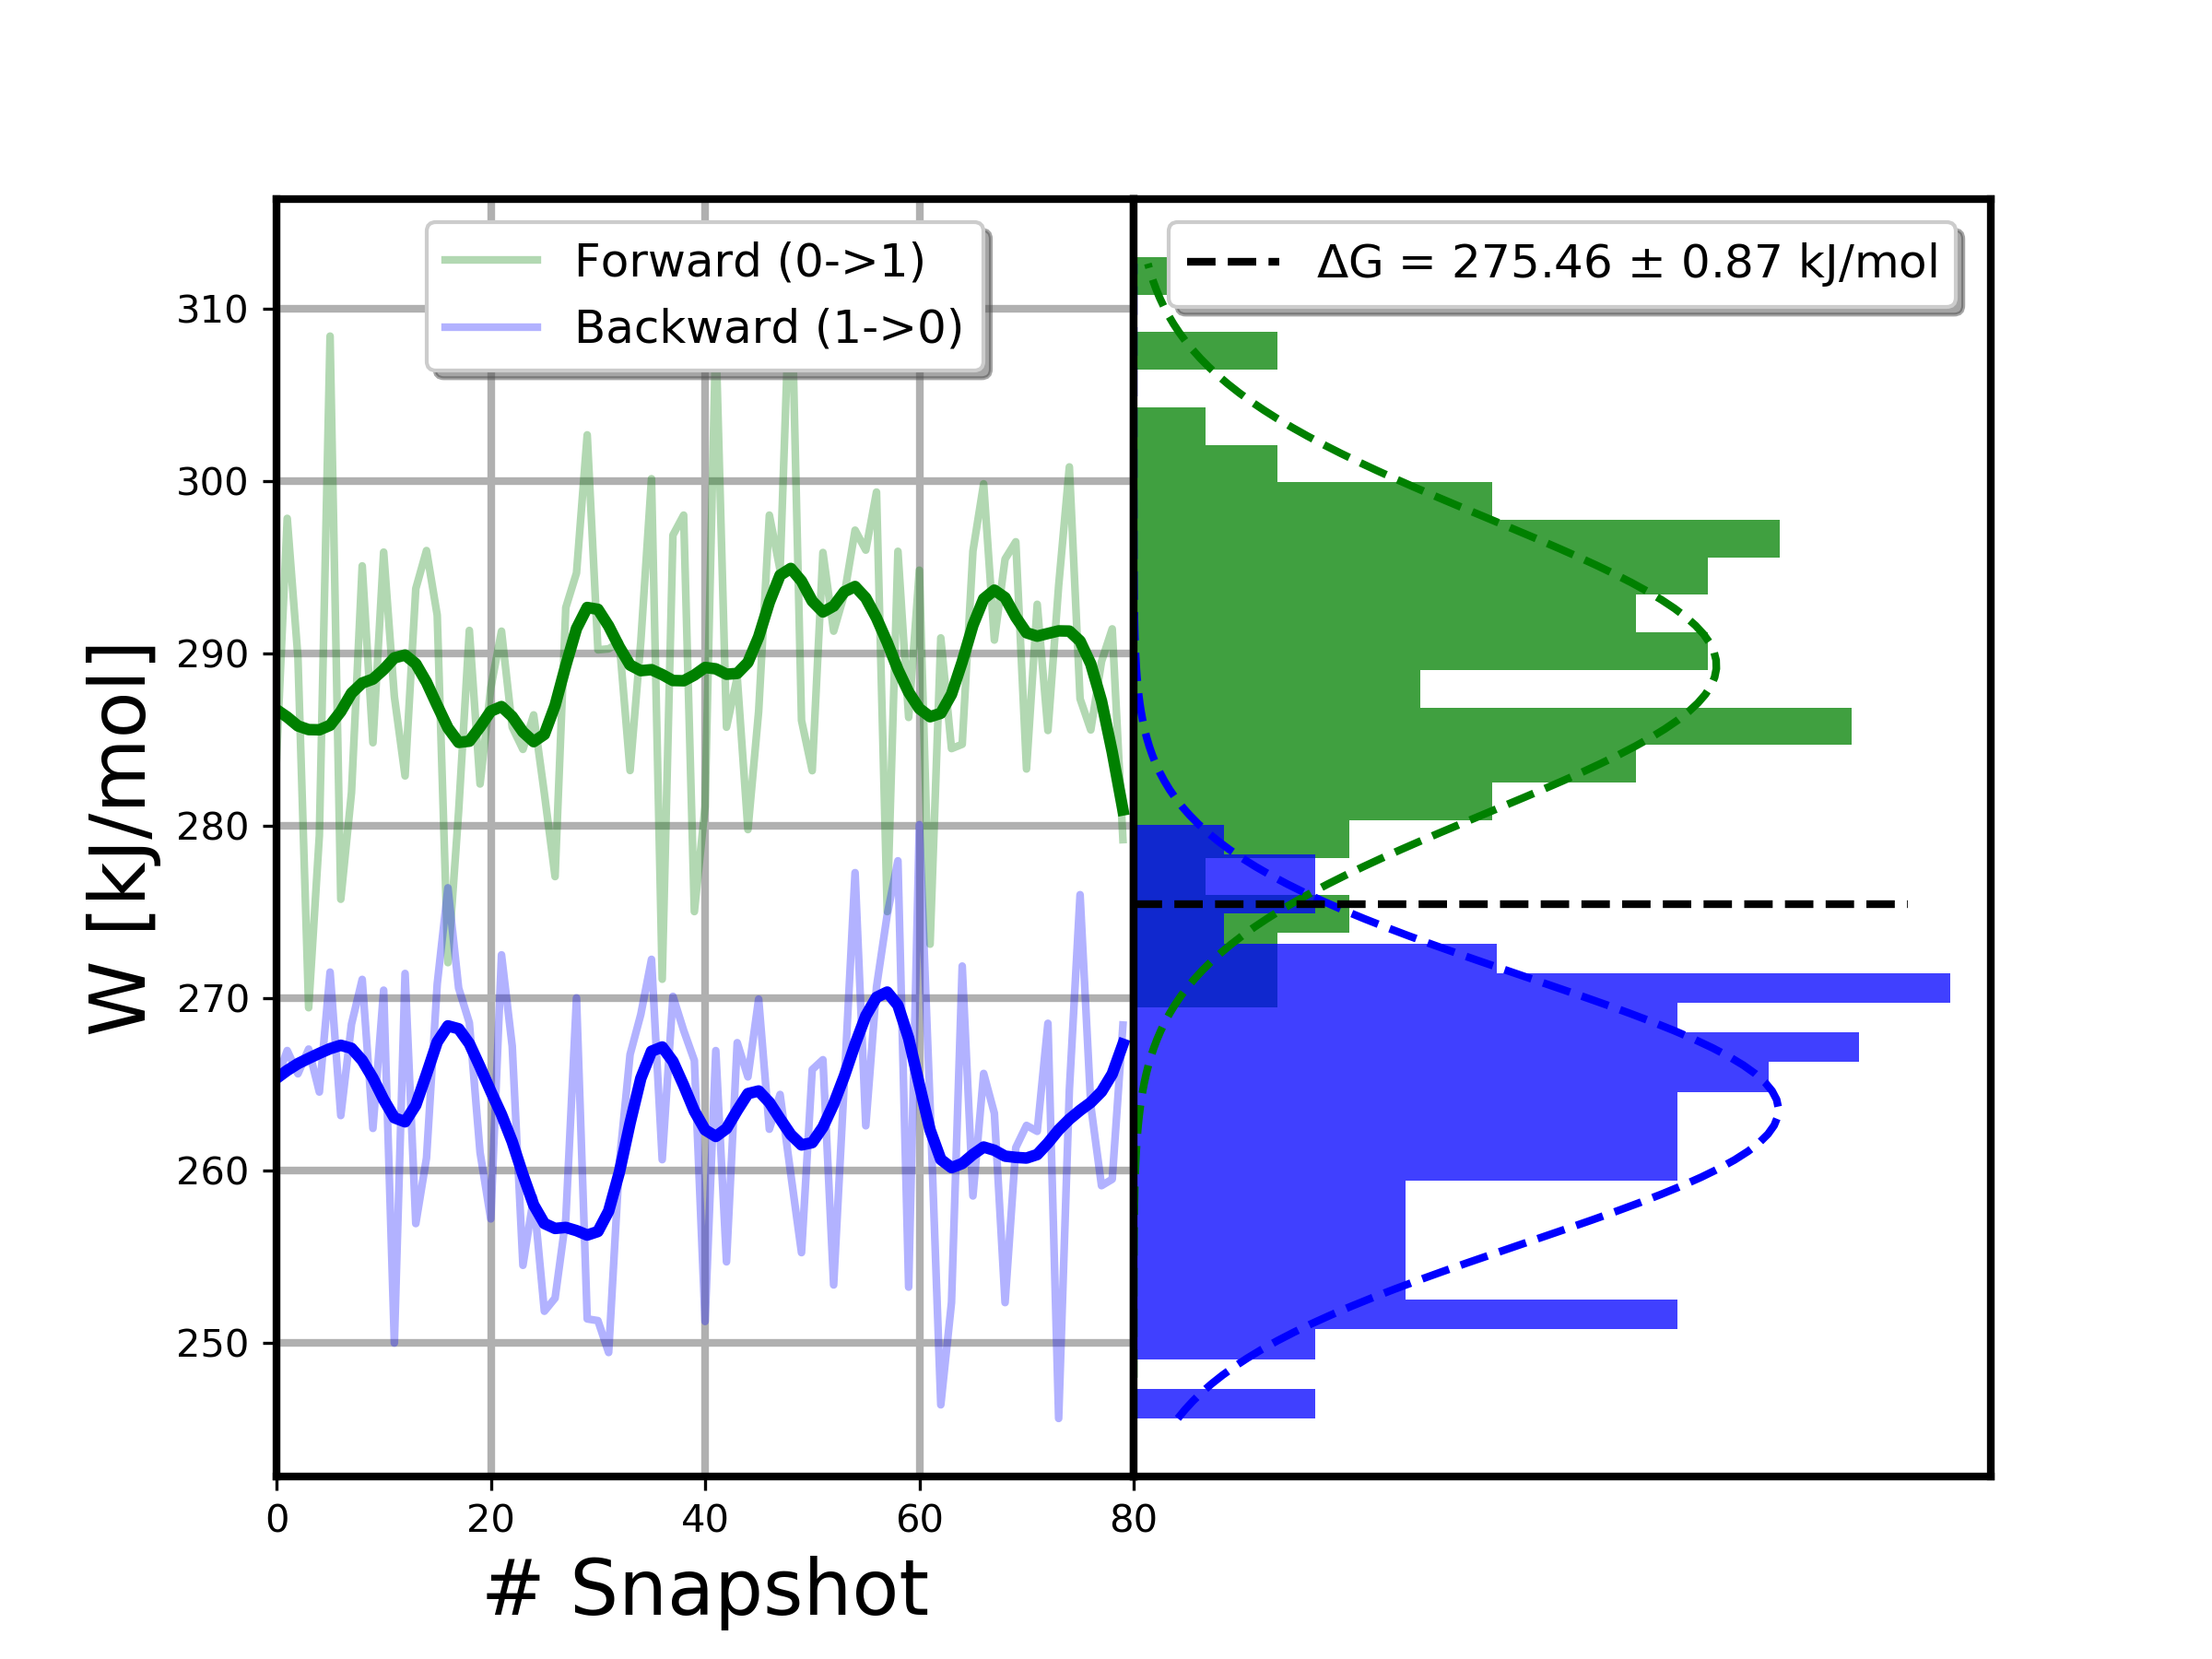 Forward (0->1)
Backward (1->0)
ΔG = 275.46 ± 0.87 kJ/mol
310
300
290
280
270
260
250
W [kJ/mol]
0 20 40 60 80
# Snapshot